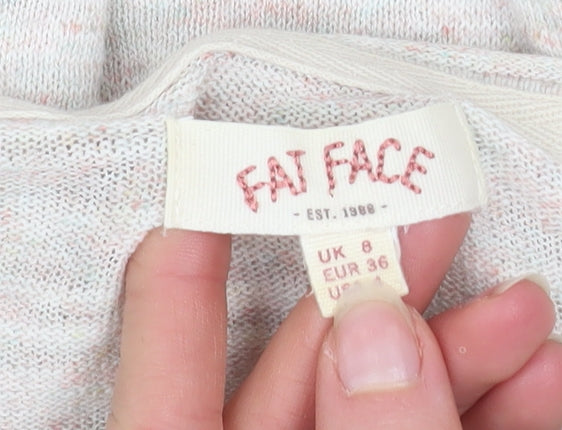 FAT FACE
- EST. 1988 -
UK 8
EUR 36